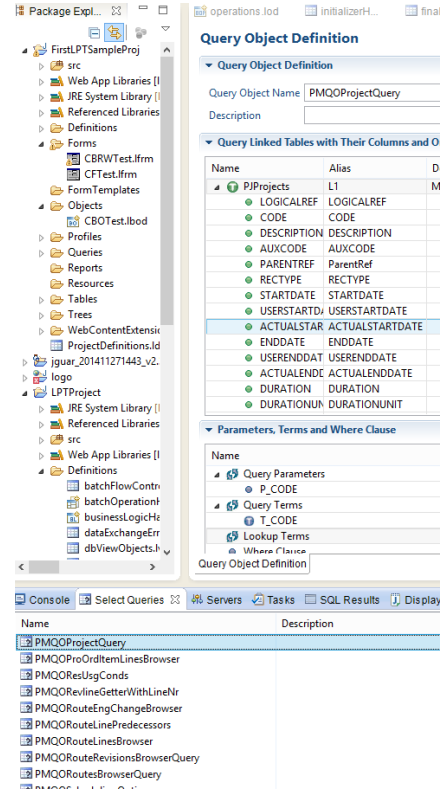 Package Expl...
operations.lod
initializerH...
final
Query Object Definition
FirstLPTSampleProj
src
Web App Libraries [I
JRE System Library [
Referenced Libraries
Definitions
Forms
CBRWTest.lfrm
CFTest.lfrm
FormTemplates
Objects
CBOTest.lbod
Profiles
Queries
Reports
Resources
Tables
Trees
WebContentExtensio
ProjectDefinitions.ld
jguar_201411271443_v2.
logo
LPTProject
JRE System Library [
Referenced Libraries
src
Web App Libraries [I
Definitions
batchFlowContro
batchOperationH
businessLogicHa
dataExchangeErr
dbViewObjects.lv
Query Object Definition
Query Object Name PMQOProjectQuery
Description
Query Linked Tables with Their Columns and O
Name Alias D
PJProjects L1 M
LOGICALREF LOGICALREF
CODE CODE
DESCRIPTION DESCRIPTION
AUXCODE AUXCODE
PARENTREF ParentRef
RECTYPE RECTYPE
STARTDATE STARTDATE
USERSTARTDA USERSTARTDATE
ACTUALSTAR ACTUALSTARTDATE
ENDDATE ENDDATE
USERENDDAT USERENDDATE
ACTUALENDE ACTUALENDDATE
DURATION DURATION
DURATIONUN DURATIONUNIT
Parameters, Terms and Where Clause
Name
Query Parameters
P_CODE
Query Terms
T_CODE
Lookup Terms
Where Clause
Query Object Definition
Console
Select Queries
Servers
Tasks
SQL Results
Display
Name Description
PMQOProjectQuery
PMQOProOrdItemLinesBrowser
PMQOResUsgConds
PMQORevlineGetterWithLineNr
PMQORouteEngChangeBrowser
PMQORouteLinePredecessors
PMQORouteLinesBrowser
PMQORouteRevisionsBrowserQuery
PMQORoutesBrowserQuery